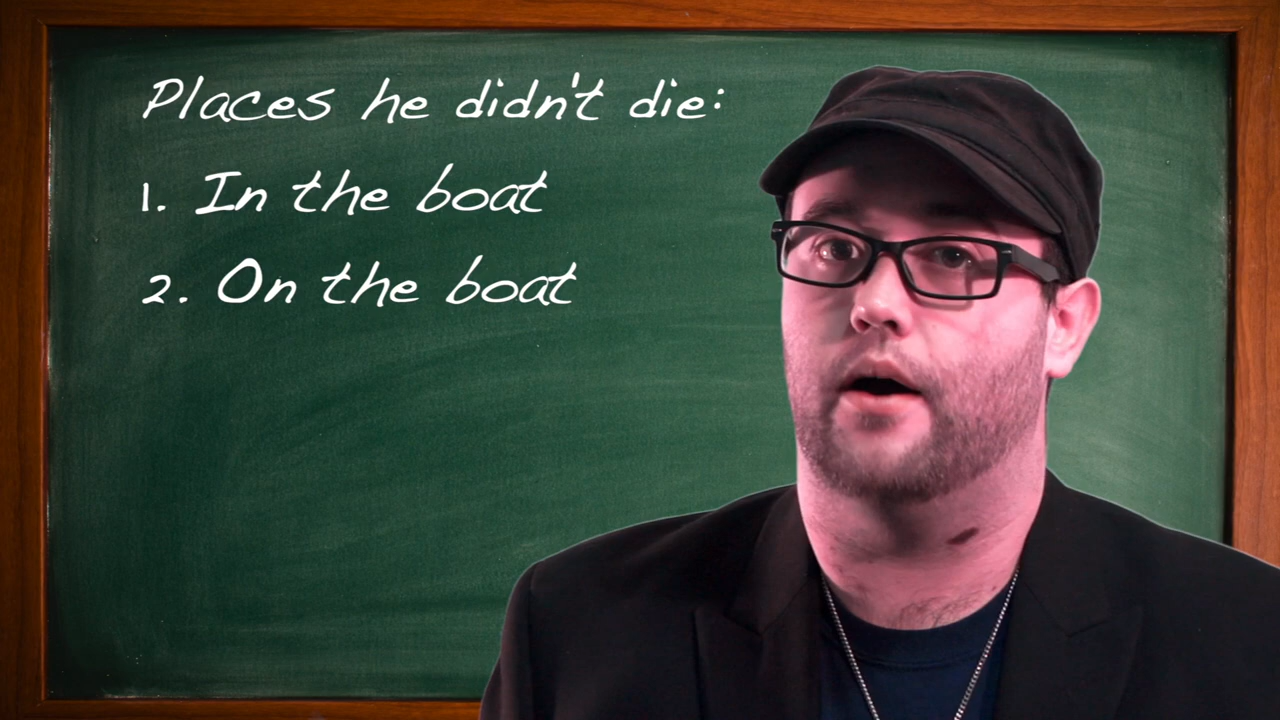 Places he didn't die:
1. In the boat
2. On the boat